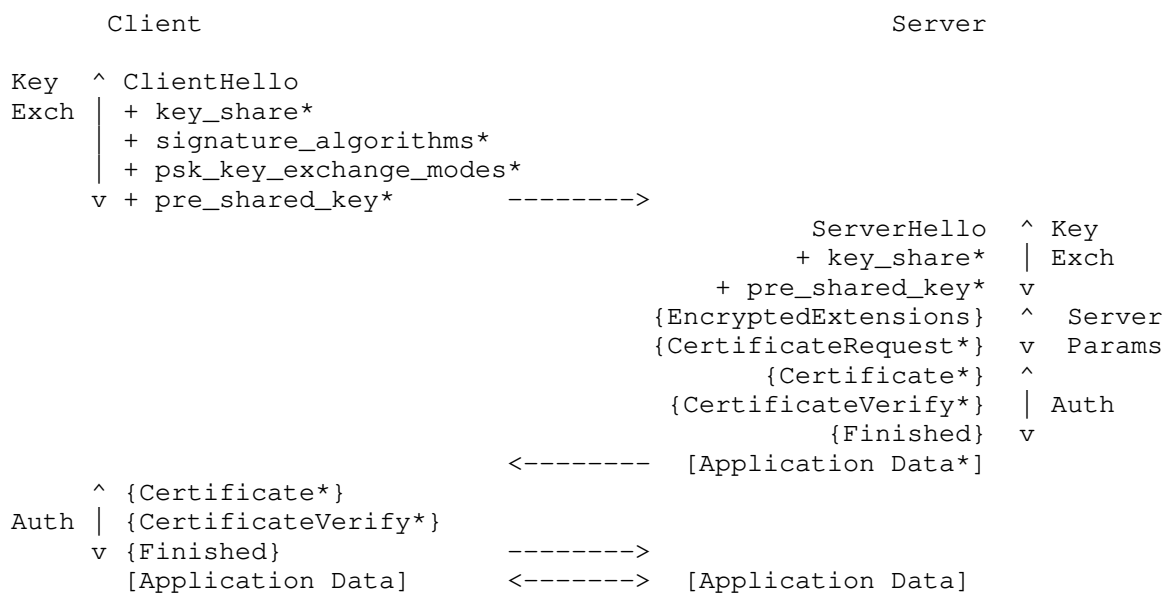 Client Server
Key ^ ClientHello
Exch | + key_share*
| + signature_algorithms*
| + psk_key_exchange_modes*
v + pre_shared_key* -------->
ServerHello ^ Key
+ key_share* | Exch
+ pre_shared_key* v
{EncryptedExtensions} ^ Server
{CertificateRequest*} v Params
{Certificate*} ^
{CertificateVerify*} | Auth
{Finished} v
<-------- [Application Data*]
^ {Certificate*}
Auth | {CertificateVerify*}
v {Finished} -------->
[Application Data] <-------> [Application Data]